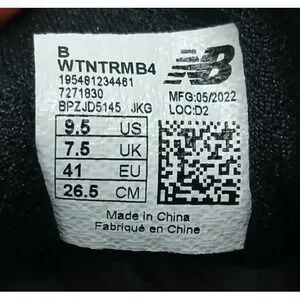 B
WTNTRMB4
195481234461
7271830
BPZJD5145 JKG
NB
MFG:05/2022
LOC:D2
9.5 US
7.5 UK
41 EU
26.5 CM
Made in China
Fabriqué en Chine